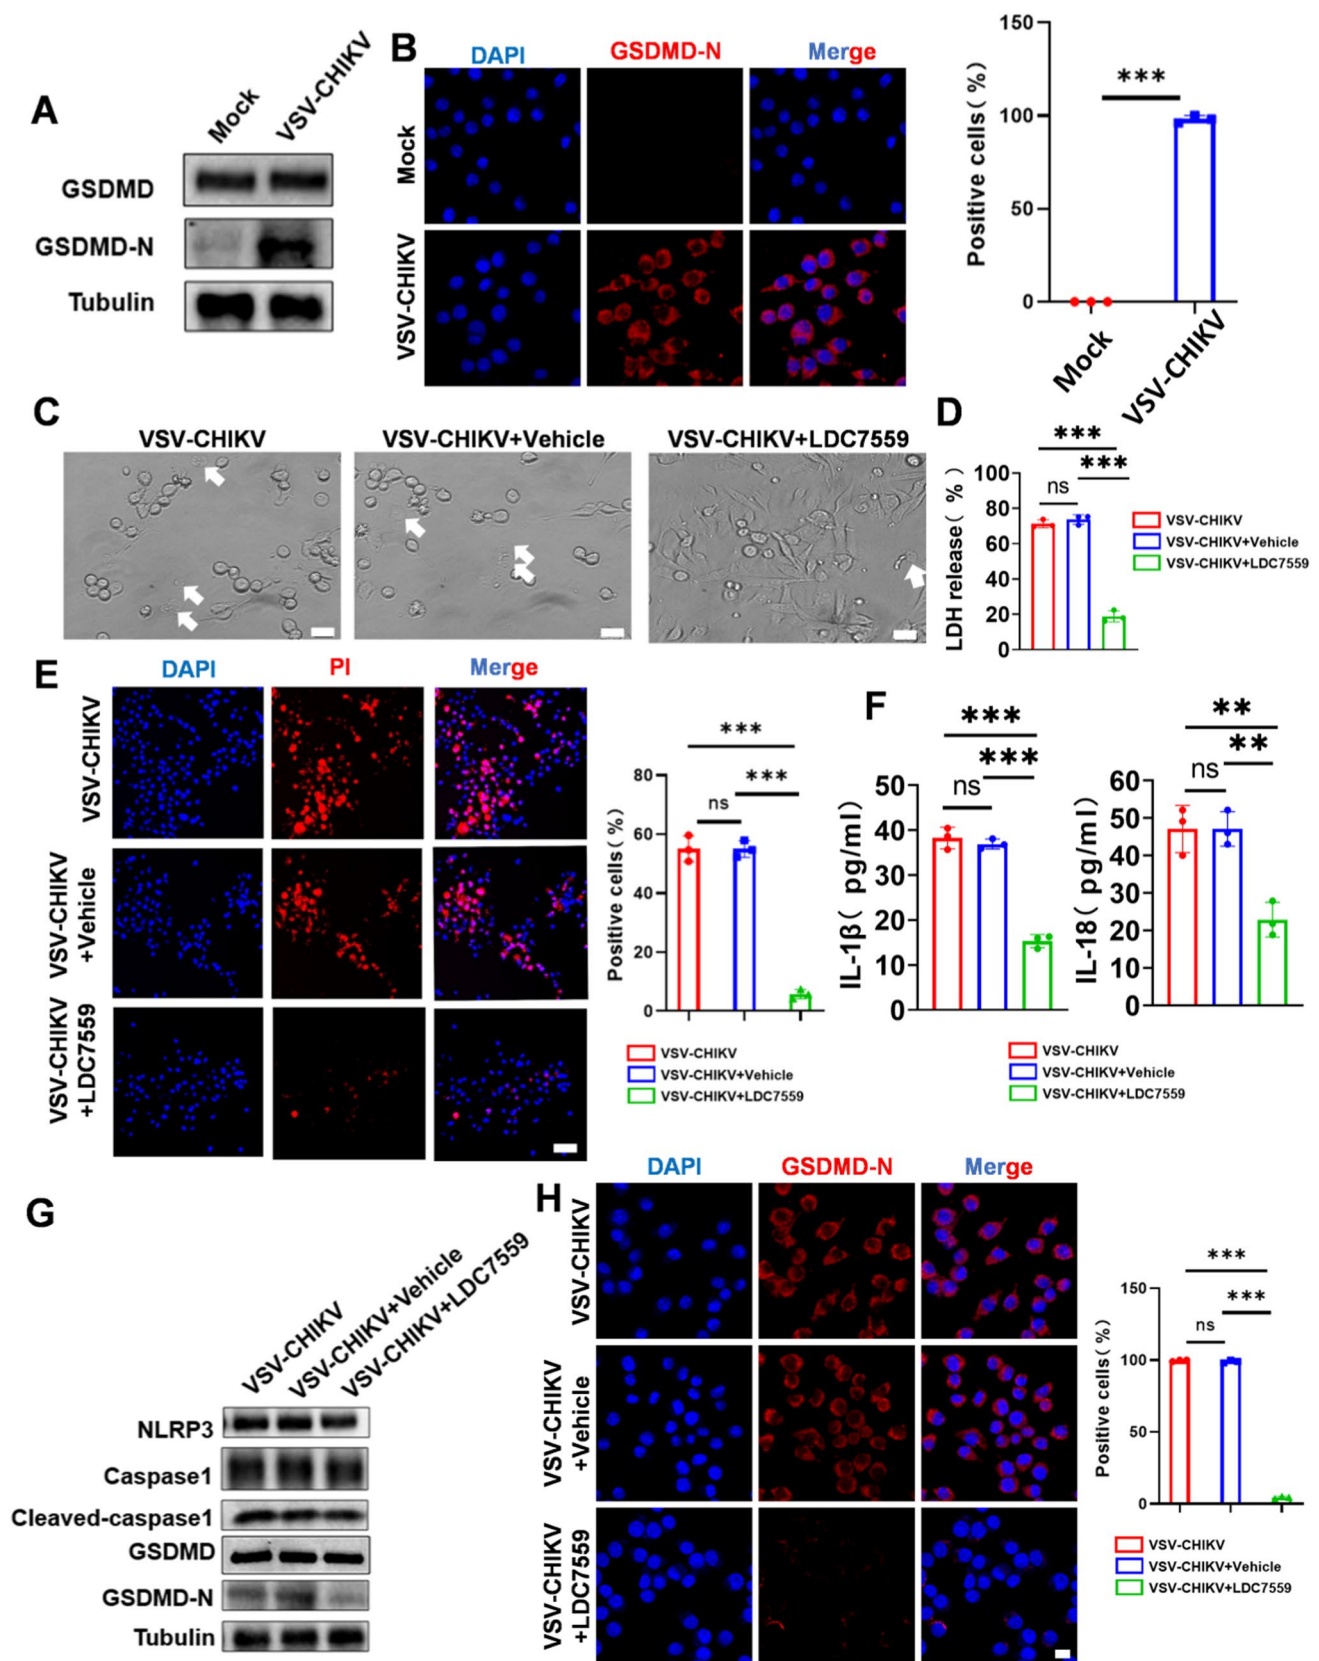 A
Mock
VSV-CHIKV
GSDMD
GSDMD-N
Tubulin
B
DAPI
GSDMD-N
Merge
Mock
VSV-CHIKV
Positive cells( %)
150
100
50
0
***
Mock
VSV-CHIKV
C
VSV-CHIKV
VSV-CHIKV+Vehicle
VSV-CHIKV+LDC7559
D
LDH release( %)
100
80
60
40
20
0
***
***
ns
VSV-CHIKV
VSV-CHIKV+Vehicle
VSV-CHIKV+LDC7559
E
DAPI
PI
Merge
VSV-CHIKV
VSV-CHIKV
+Vehicle
VSV-CHIKV
+LDC7559
Positive cells( %)
80
60
40
20
0
***
***
ns
VSV-CHIKV
VSV-CHIKV+Vehicle
VSV-CHIKV+LDC7559
F
IL-1β( pg/ml)
50
40
30
20
10
0
***
***
ns
IL-18( pg/ml)
60
50
40
30
20
10
0
**
**
ns
VSV-CHIKV
VSV-CHIKV+Vehicle
VSV-CHIKV+LDC7559
G
VSV-CHIKV
VSV-CHIKV+Vehicle
VSV-CHIKV+LDC7559
NLRP3
Caspase1
Cleaved-caspase1
GSDMD
GSDMD-N
Tubulin
H
DAPI
GSDMD-N
Merge
VSV-CHIKV
VSV-CHIKV
+Vehicle
VSV-CHIKV
+LDC7559
Positive cells( %)
150
100
50
0
***
***
ns
VSV-CHIKV
VSV-CHIKV+Vehicle
VSV-CHIKV+LDC7559